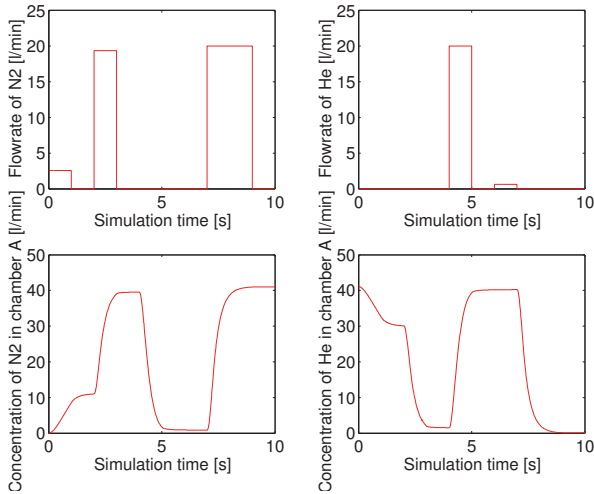 Flowrate of N2 [l/min]
25
20
15
10
5
0
0 5 10
Simulation time [s]
Flowrate of He [l/min]
25
20
15
10
5
0
0 5 10
Simulation time [s]
Concentration of N2 in chamber A [l/min]
50
40
30
20
10
0
0 5 10
Simulation time [s]
Concentration of He in chamber A [l/min]
50
40
30
20
10
0
0 5 10
Simulation time [s]